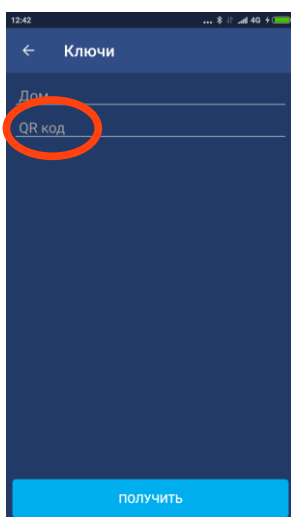 12:42
... 4G
Ключи
Дом
QR код
ПОЛУЧИТЬ